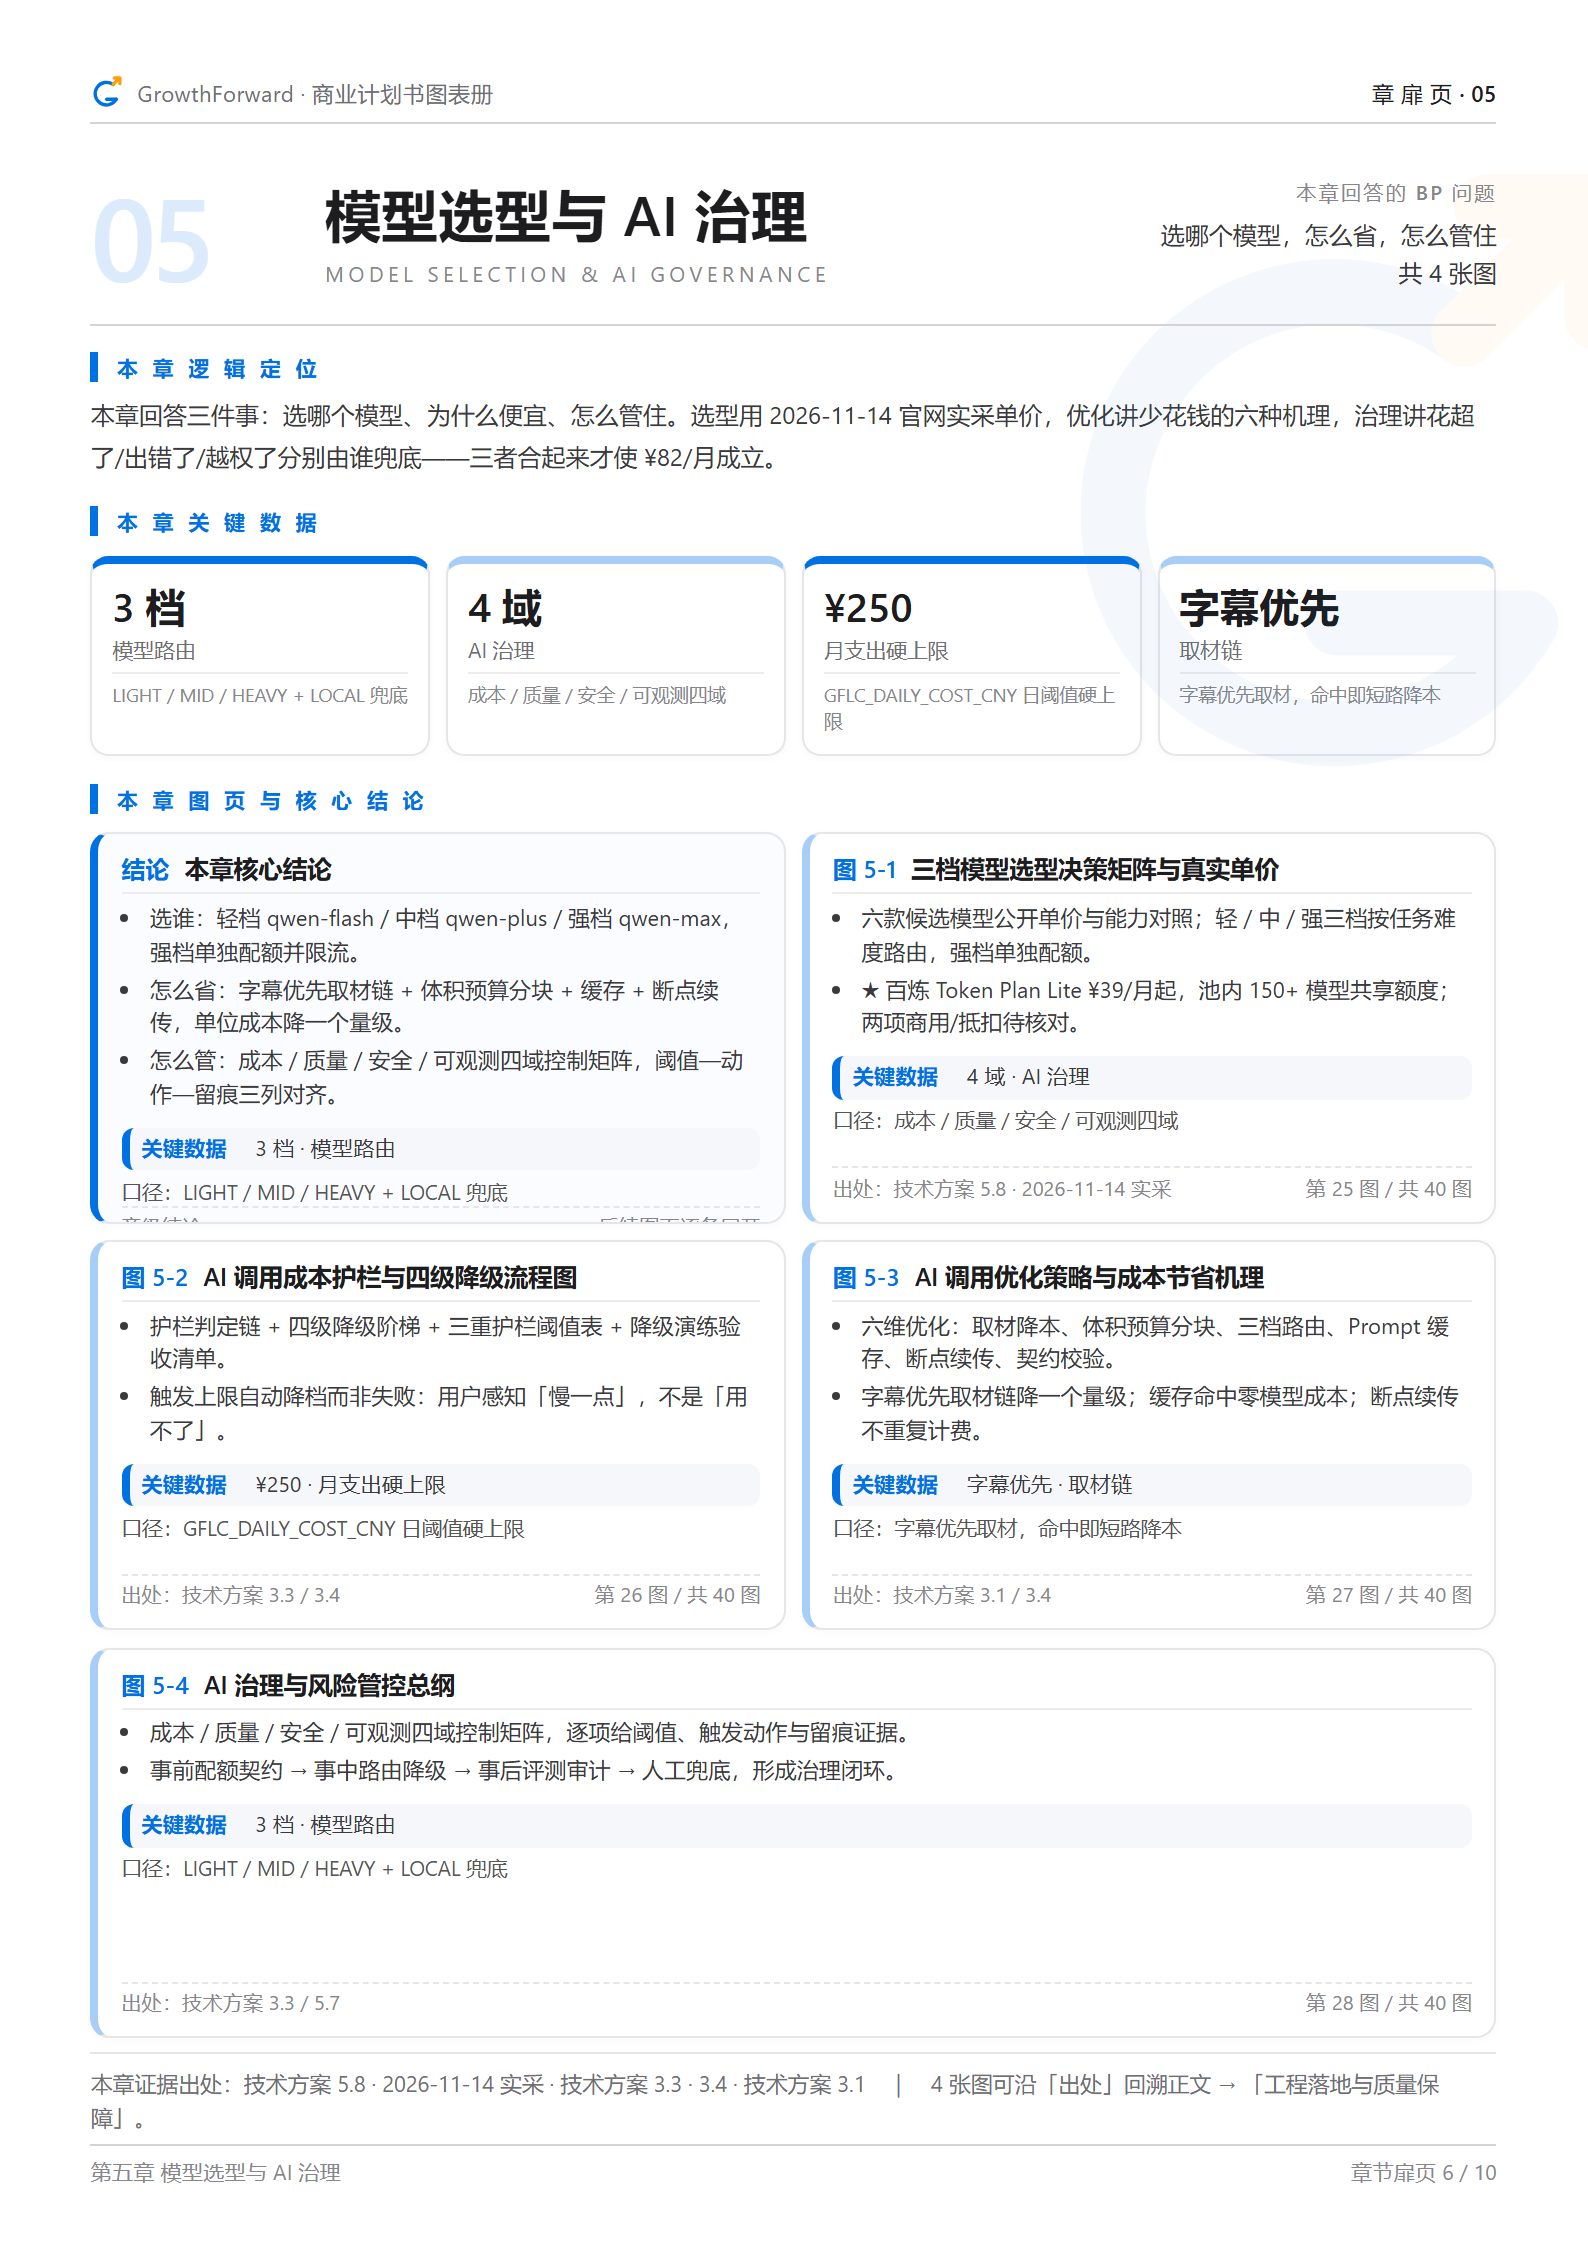 GrowthForward · 商业计划书图表册
章 扉 页 · 05
05
模型选型与 AI 治理
MODEL SELECTION & AI GOVERNANCE
本章回答的 BP 问题
选哪个模型，怎么省，怎么管住
共 4 张图
本章逻辑定位
本章回答三件事：选哪个模型、为什么便宜、怎么管住。选型用 2026-11-14 官网实采单价，优化讲少花钱的六种机理，治理讲花超
了/出错了/越权了分别由谁兜底——三者合起来才使 ¥82/月成立。
本章关键数据
3 档
模型路由
LIGHT / MID / HEAVY + LOCAL 兜底
4 域
AI 治理
成本 / 质量 / 安全 / 可观测四域
¥250
月支出硬上限
GFLC_DAILY_COST_CNY 日阈值硬上
限
字幕优先
取材链
字幕优先取材，命中即短路降本
本章图页与核心结论
结论 本章核心结论
• 选谁：轻档 qwen-flash / 中档 qwen-plus / 强档 qwen-max，
强档单独配额并限流。
• 怎么省：字幕优先取材链 + 体积预算分块 + 缓存 + 断点续
传，单位成本降一个量级。
• 怎么管：成本 / 质量 / 安全 / 可观测四域控制矩阵，阈值—动
作—留痕三列对齐。
关键数据 3 档 · 模型路由
口径：LIGHT / MID / HEAVY + LOCAL 兜底
图 5-1 三档模型选型决策矩阵与真实单价
• 六款候选模型公开单价与能力对照；轻 / 中 / 强三档按任务难
度路由，强档单独配额。
• ★ 百炼 Token Plan Lite ¥39/月起，池内 150+ 模型共享额度；
两项商用/抵扣待核对。
关键数据 4 域 · AI 治理
口径：成本 / 质量 / 安全 / 可观测四域
出处：技术方案 5.8 · 2026-11-14 实采
第 25 图 / 共 40 图
图 5-2 AI 调用成本护栏与四级降级流程图
• 护栏判定链 + 四级降级阶梯 + 三重护栏阈值表 + 降级演练验
收清单。
• 触发上限自动降档而非失败：用户感知「慢一点」，不是「用
不了」。
关键数据 ¥250 · 月支出硬上限
口径：GFLC_DAILY_COST_CNY 日阈值硬上限
出处：技术方案 3.3 / 3.4
第 26 图 / 共 40 图
图 5-3 AI 调用优化策略与成本节省机理
• 六维优化：取材降本、体积预算分块、三档路由、Prompt 缓
存、断点续传、契约校验。
• 字幕优先取材链降一个量级；缓存命中零模型成本；断点续传
不重复计费。
关键数据 字幕优先 · 取材链
口径：字幕优先取材，命中即短路降本
出处：技术方案 3.1 / 3.4
第 27 图 / 共 40 图
图 5-4 AI 治理与风险管控总纲
• 成本 / 质量 / 安全 / 可观测四域控制矩阵，逐项给阈值、触发动作与留痕证据。
• 事前配额契约 → 事中路由降级 → 事后评测审计 → 人工兜底，形成治理闭环。
关键数据 3 档 · 模型路由
口径：LIGHT / MID / HEAVY + LOCAL 兜底
出处：技术方案 3.3 / 5.7
第 28 图 / 共 40 图
本章证据出处：技术方案 5.8 · 2026-11-14 实采 · 技术方案 3.3 · 3.4 · 技术方案 3.1 | 4 张图可沿「出处」回溯正文 → 「工程落地与质量保
障」。
第五章 模型选型与 AI 治理
章节扉页 6 / 10